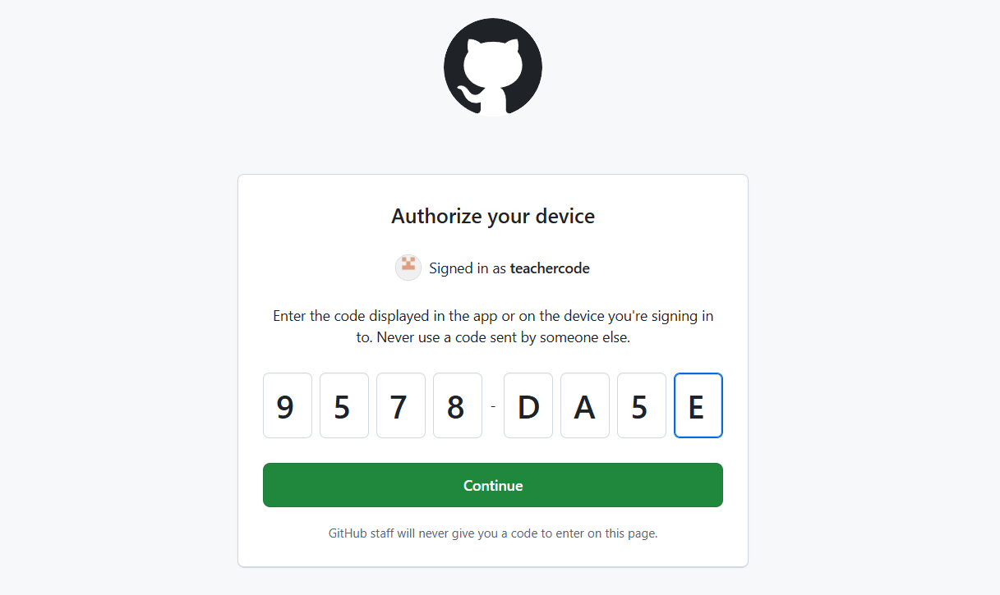 Authorize your device
Signed in as teachercode
Enter the code displayed in the app or on the device you're signing in
to. Never use a code sent by someone else.
9 5 7 8 - D A 5 E
Continue
GitHub staff will never give you a code to enter on this page.